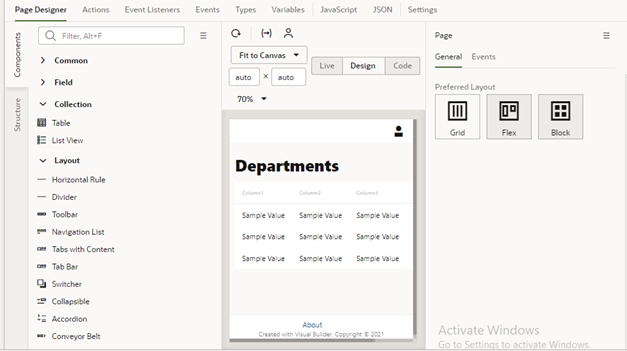 Page Designer Actions Event Listeners Events Types Variables JavaScript JSON Settings
Components
Structure
Filter, Alt+F
Common
Field
Collection
Table
List View
Layout
Horizontal Rule
Divider
Toolbar
Navigation List
Tabs with Content
Tab Bar
Switcher
Collapsible
Accordion
Conveyor Belt
Fit to Canvas
auto × auto
Live Design Code
70%
Departments
Column1 Column2 Column3
Sample Value Sample Value Sample Value
Sample Value Sample Value Sample Value
Sample Value Sample Value Sample Value
About
Created with Visual Builder. Copyright © 2021
Page
General Events
Preferred Layout
Grid Flex Block
Activate Windows
Go to Settings to activate Windows.